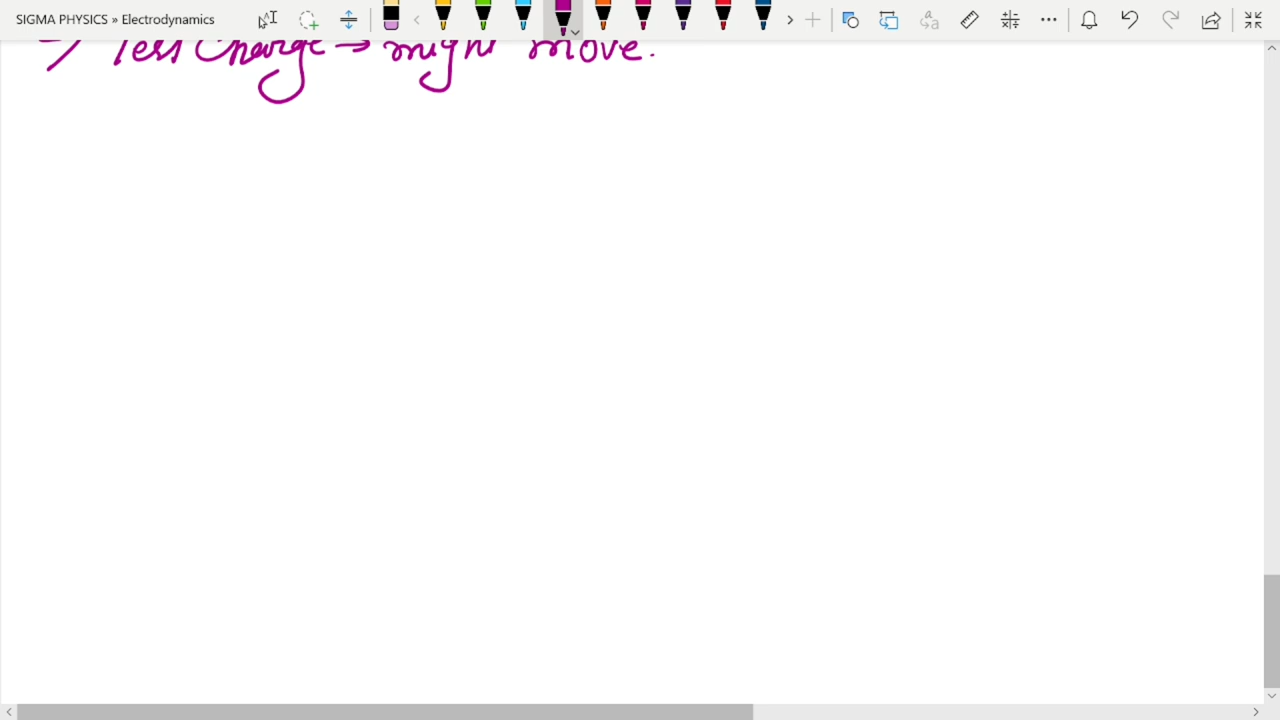 SIGMA PHYSICS » Electrodynamics
→ Test Charge → might move.